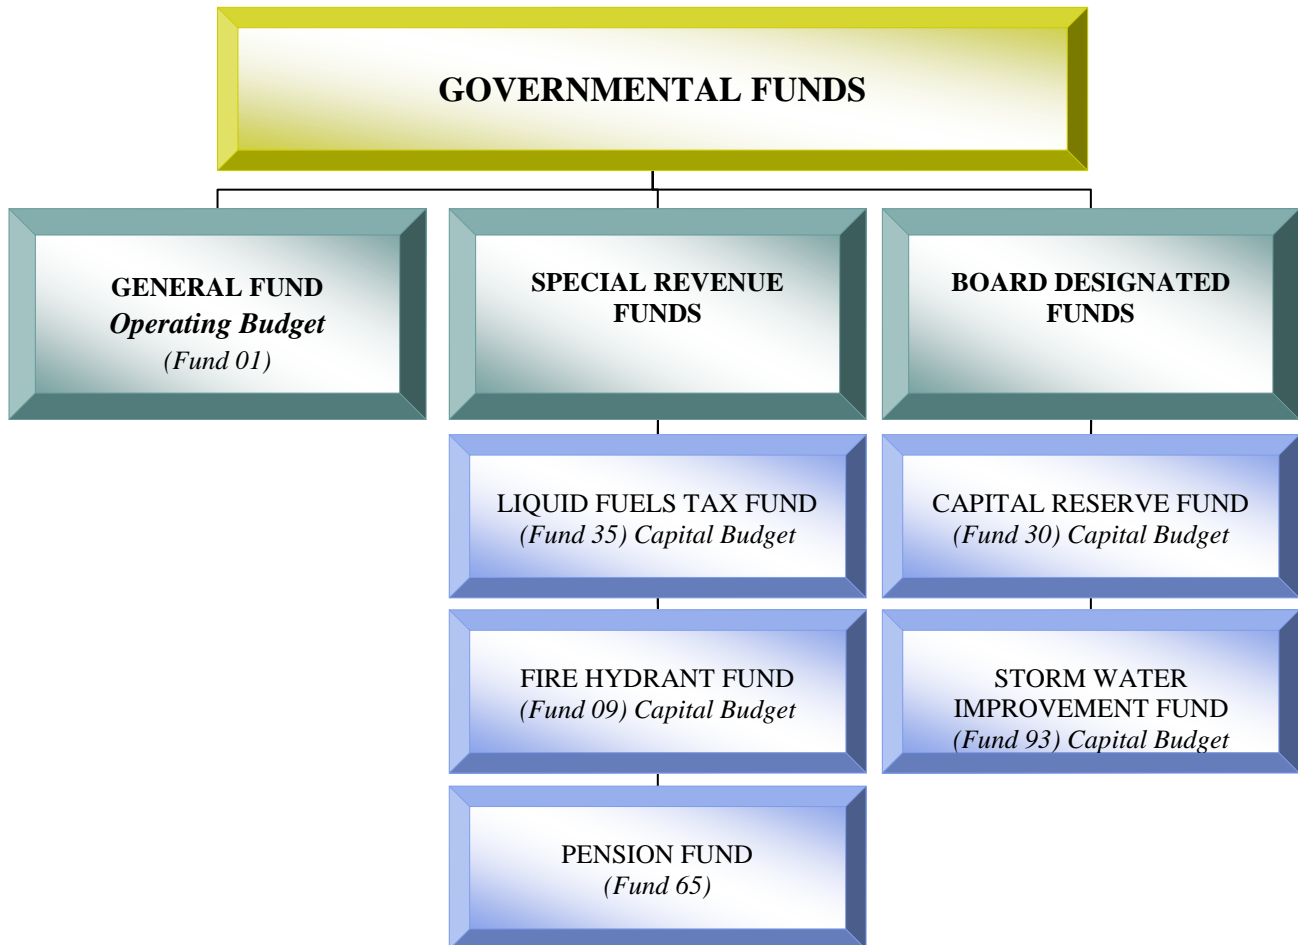 GOVERNMENTAL FUNDS
GENERAL FUND
Operating Budget
(Fund 01)
SPECIAL REVENUE
FUNDS
BOARD DESIGNATED
FUNDS
LIQUID FUELS TAX FUND
(Fund 35) Capital Budget
CAPITAL RESERVE FUND
(Fund 30) Capital Budget
FIRE HYDRANT FUND
(Fund 09) Capital Budget
STORM WATER
IMPROVEMENT FUND
(Fund 93) Capital Budget
PENSION FUND
(Fund 65)